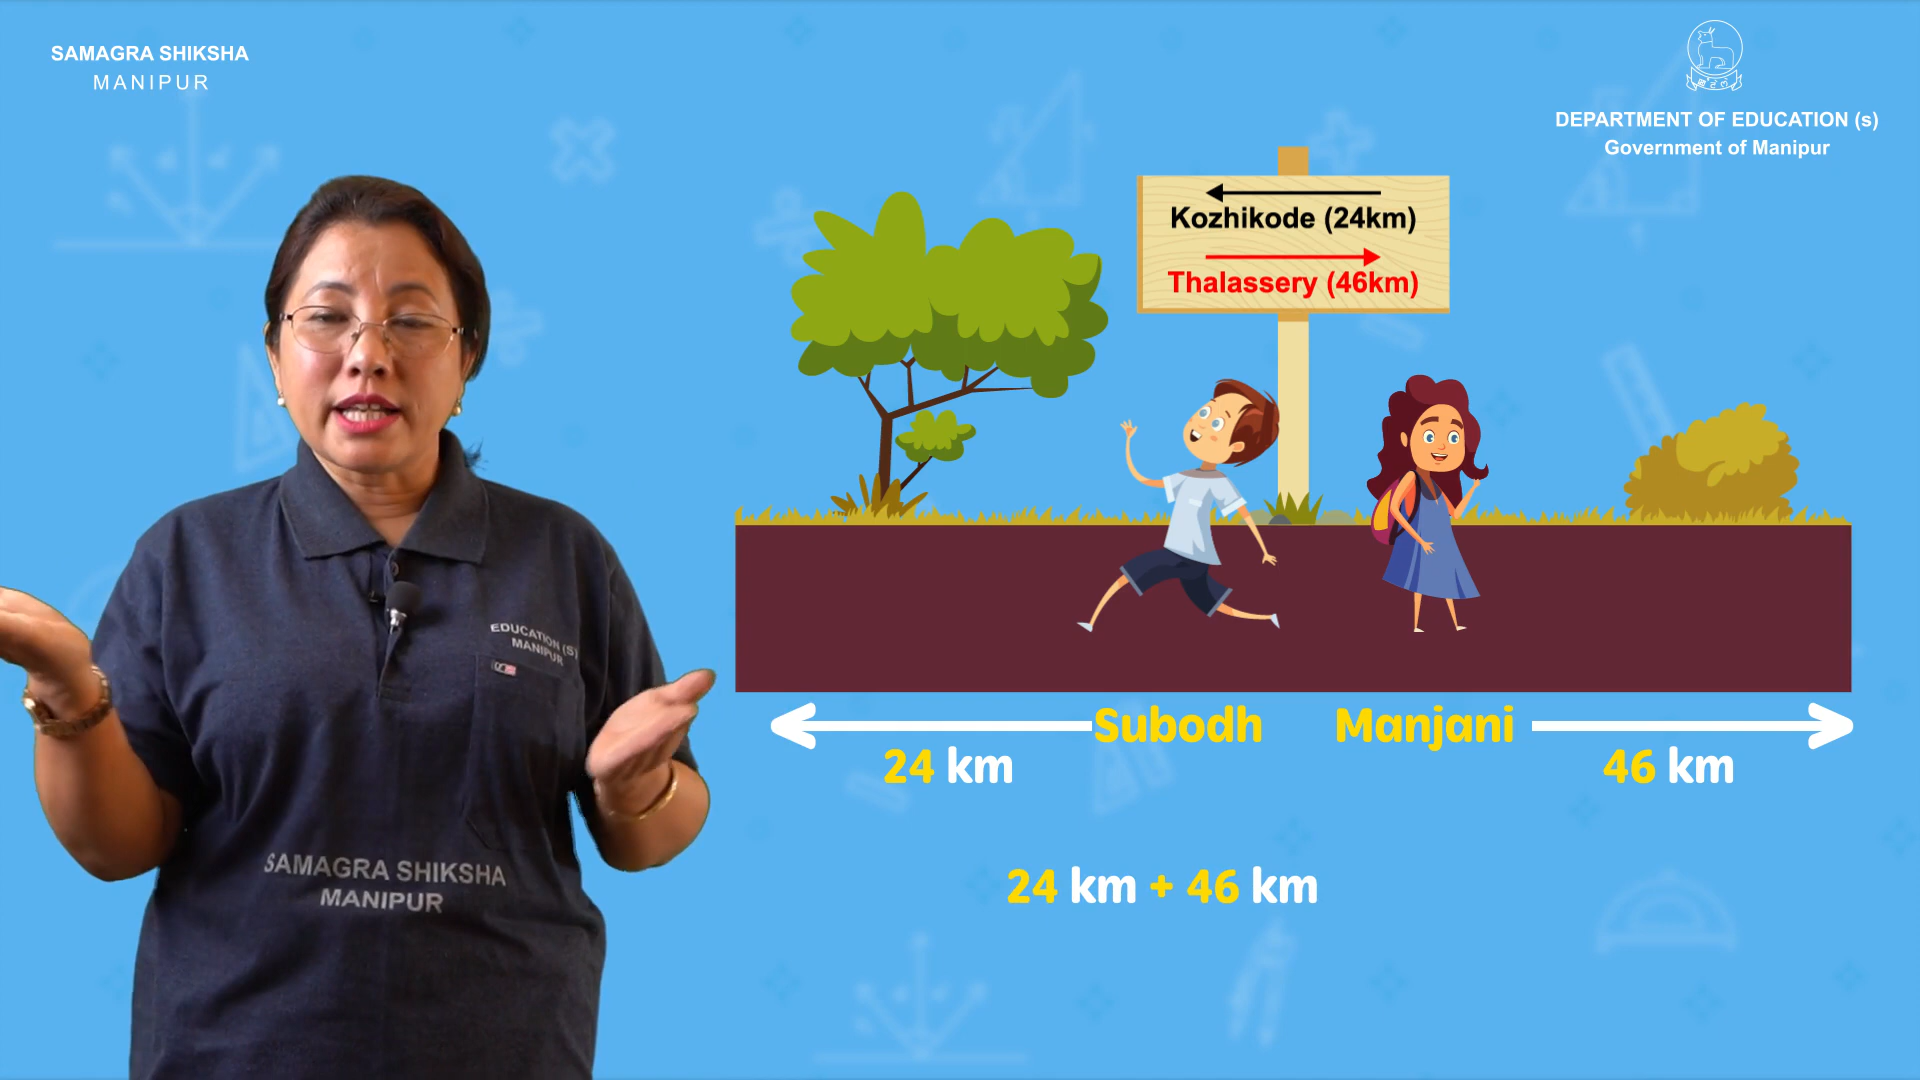 SAMAGRA SHIKSHA
MANIPUR
DEPARTMENT OF EDUCATION (s)
Government of Manipur
Kozhikode (24km)
Thalassery (46km)
EDUCATION (S)
MANIPUR
SAMAGRA SHIKSHA
MANIPUR
Subodh Manjani
24 km 46 km
24 km + 46 km